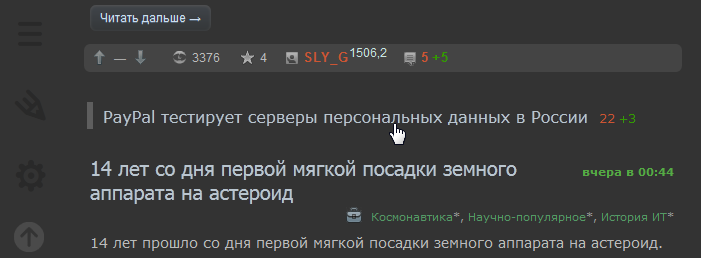 Читать дальше →
— 3376 4 SLY_G 1506,2 5 +5
PayPal тестирует серверы персональных данных в России 22 +3
14 лет со дня первой мягкой посадки земного
аппарата на астероид
вчера в 00:44
Космонавтика*, Научно-популярное*, История ИТ*
14 лет прошло со дня первой мягкой посадки земного аппарата на астероид.